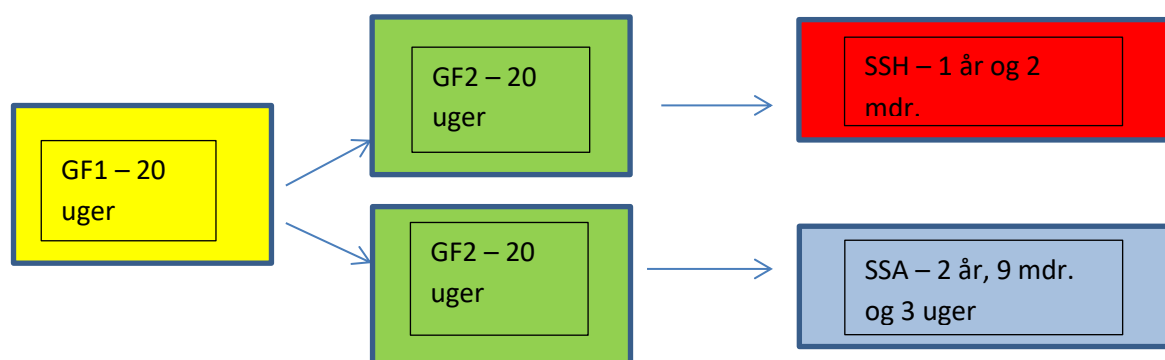 GF1 – 20
uger
GF2 – 20
uger
SSH – 1 år og 2
mdr.
GF2 – 20
uger
SSA – 2 år, 9 mdr.
og 3 uger